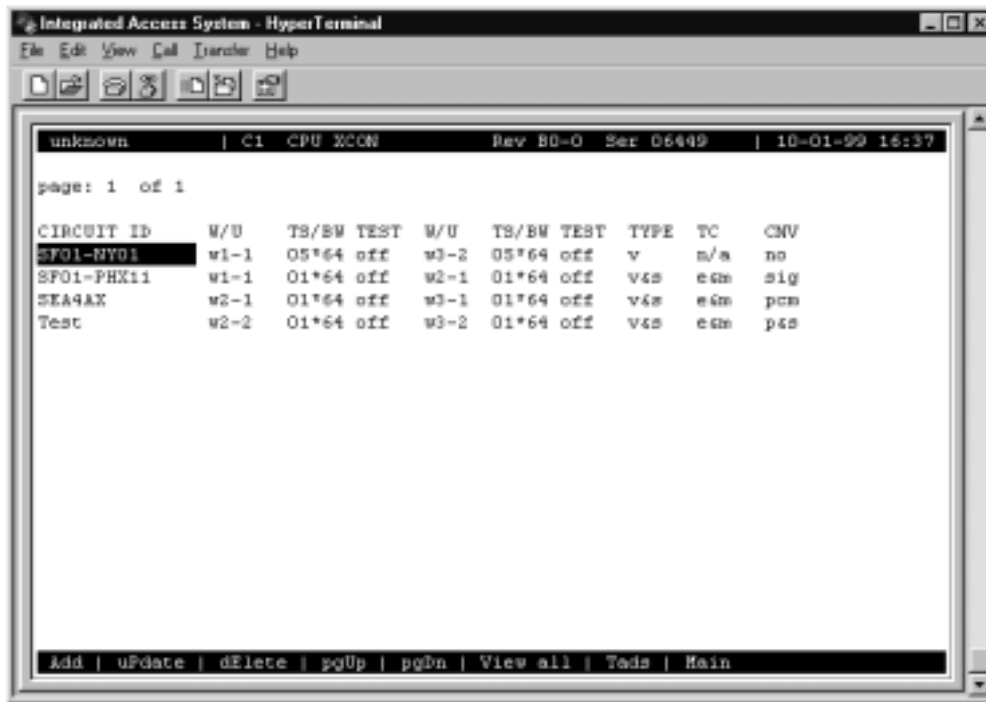 Integrated Access System - HyperTerminal
File Edit View Call Transfer Help
unknown | C1 CPU XCON Rev B0-0 Ser 06449 | 10-01-99 16:37
page: 1 of 1
CIRCUIT ID W/U TS/BW TEST W/U TS/BW TEST TYPE TC CNV
SF01-NY01 w1-1 05*64 off w3-2 05*64 off v n/a no
SF01-PHX11 w1-1 01*64 off w2-1 01*64 off v&s e&m sig
SEA4AX w2-1 01*64 off w3-1 01*64 off v&s e&m pcm
Test w2-2 01*64 off w3-2 01*64 off v&s e&m p&s
Add | uPdate | dElete | pgUp | pgDn | View all | Tads | Main